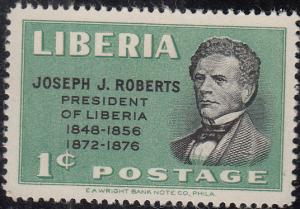 LIBERIA
JOSEPH J. ROBERTS
PRESIDENT
OF LIBERIA
1848-1856
1872-1876
1¢ POSTAGE
E.A. WRIGHT BANK NOTE CO., PHILA.